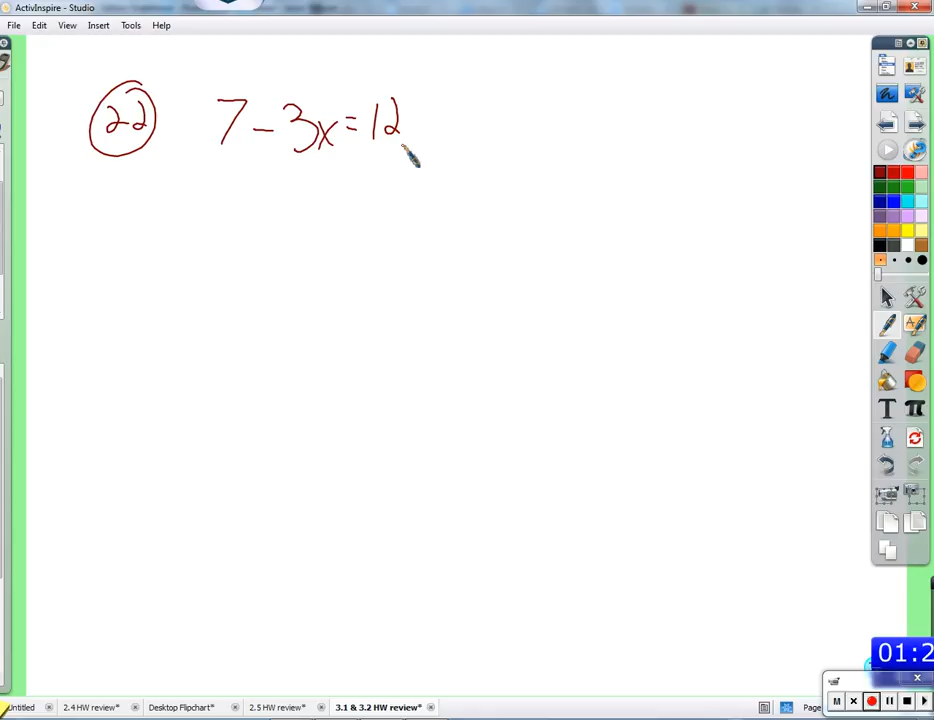 ActivInspire - Studio
File Edit View Insert Tools Help
22 7 - 3x = 12
01:2
M
Untitled 2.4 HW review* Desktop Flipchart* 2.5 HW review* 3.1 & 3.2 HW review* Page